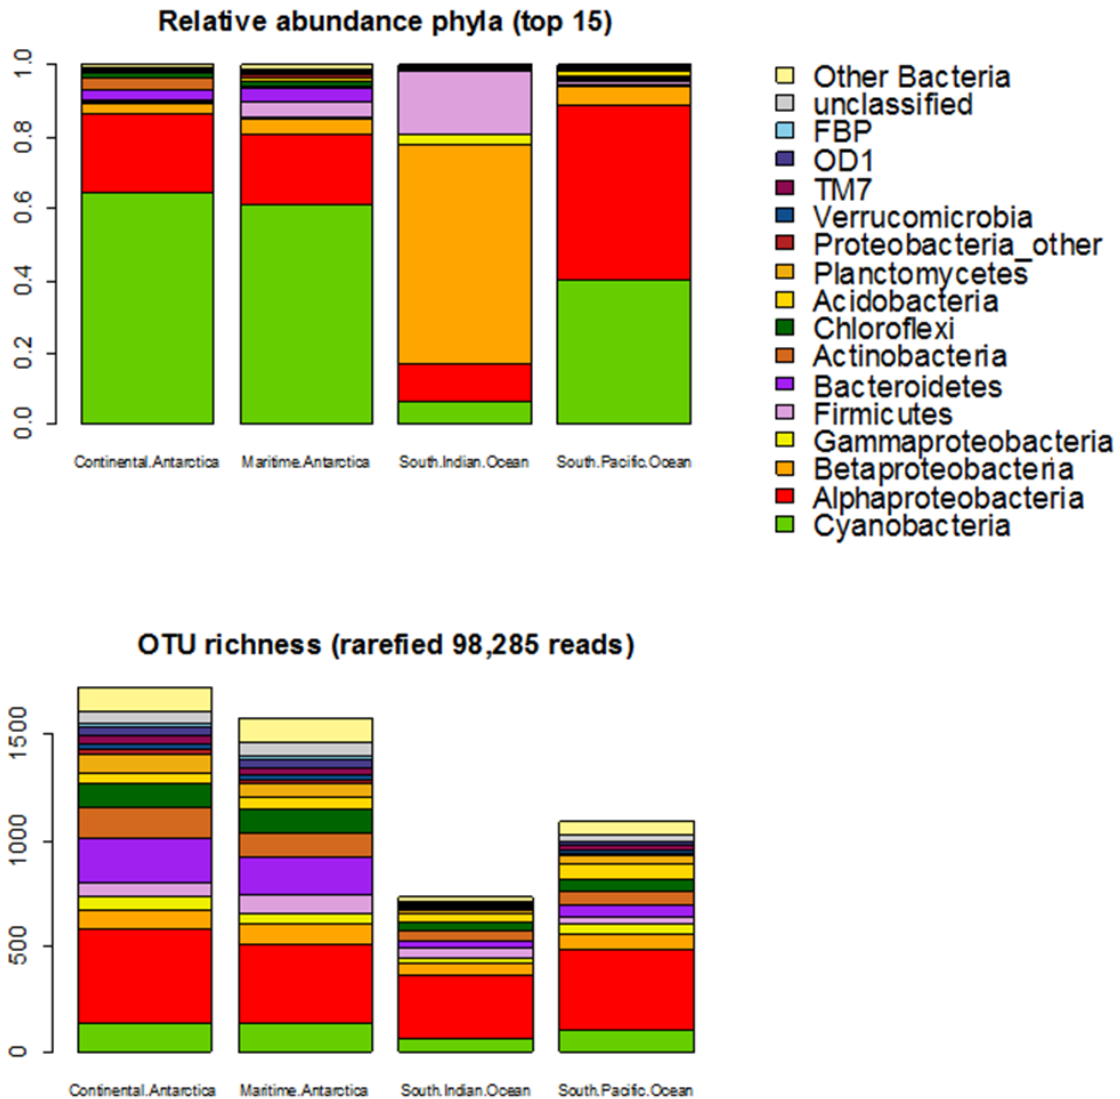 Relative abundance phyla (top 15)
1.0
0.8
0.6
0.4
0.2
0.0
Continental.Antarctica
Maritime.Antarctica
South.Indian.Ocean
South.Pacific.Ocean
Other Bacteria
unclassified
FBP
OD1
TM7
Verrucomicrobia
Proteobacteria_other
Planctomycetes
Acidobacteria
Chloroflexi
Actinobacteria
Bacteroidetes
Firmicutes
Gammaproteobacteria
Betaproteobacteria
Alphaproteobacteria
Cyanobacteria
OTU richness (rarefied 98,285 reads)
1500
1000
500
0
Continental.Antarctica
Maritime.Antarctica
South.Indian.Ocean
South.Pacific.Ocean